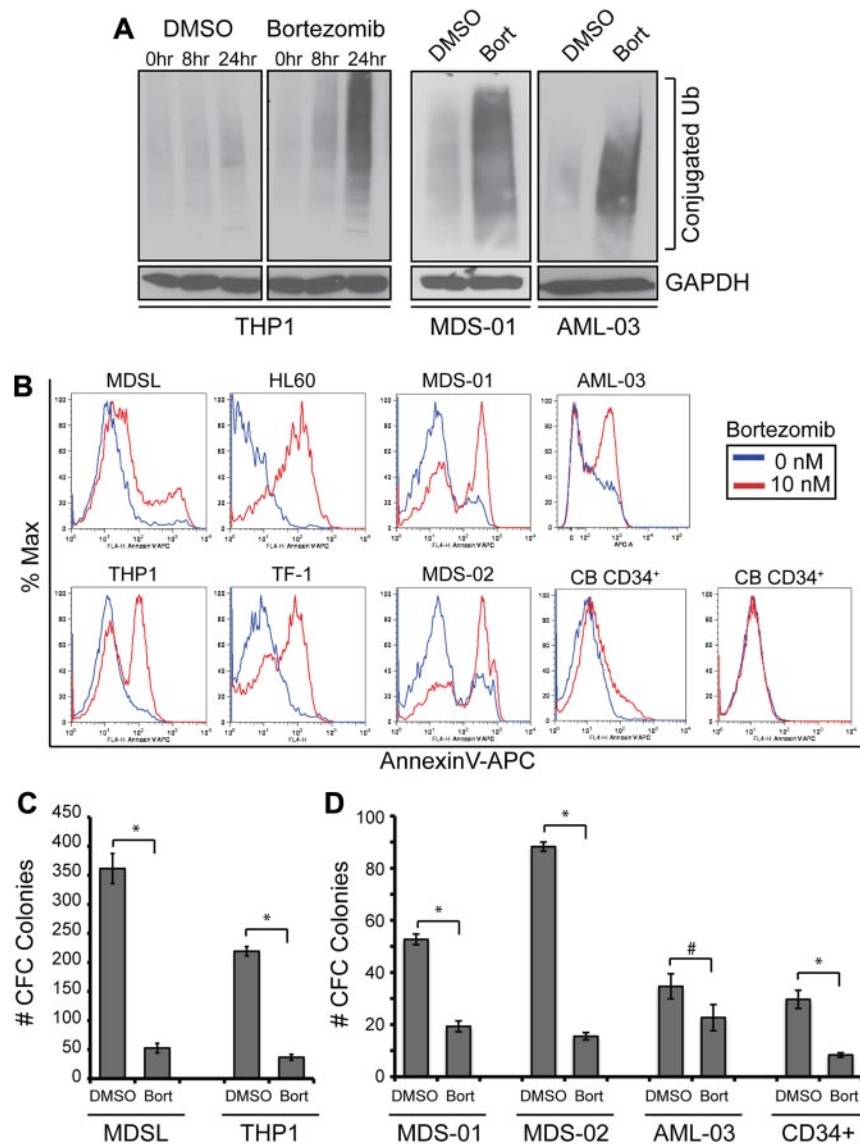 A
DMSO Bortezomib
0hr 8hr 24hr 0hr 8hr 24hr
DMSO Bort DMSO Bort
Conjugated Ub
GAPDH
THP1 MDS-01 AML-03
B
MDSL HL60 MDS-01 AML-03
Bortezomib
0 nM
10 nM
% Max
THP1 TF-1 MDS-02 CB CD34+ CB CD34+
AnnexinV-APC
C
# CFC Colonies
450
400
350
300
250
200
150
100
50
0
* *
DMSO Bort DMSO Bort
MDSL THP1
D
# CFC Colonies
100
80
60
40
20
0
* * # *
DMSO Bort DMSO Bort DMSO Bort DMSO Bort
MDS-01 MDS-02 AML-03 CD34+